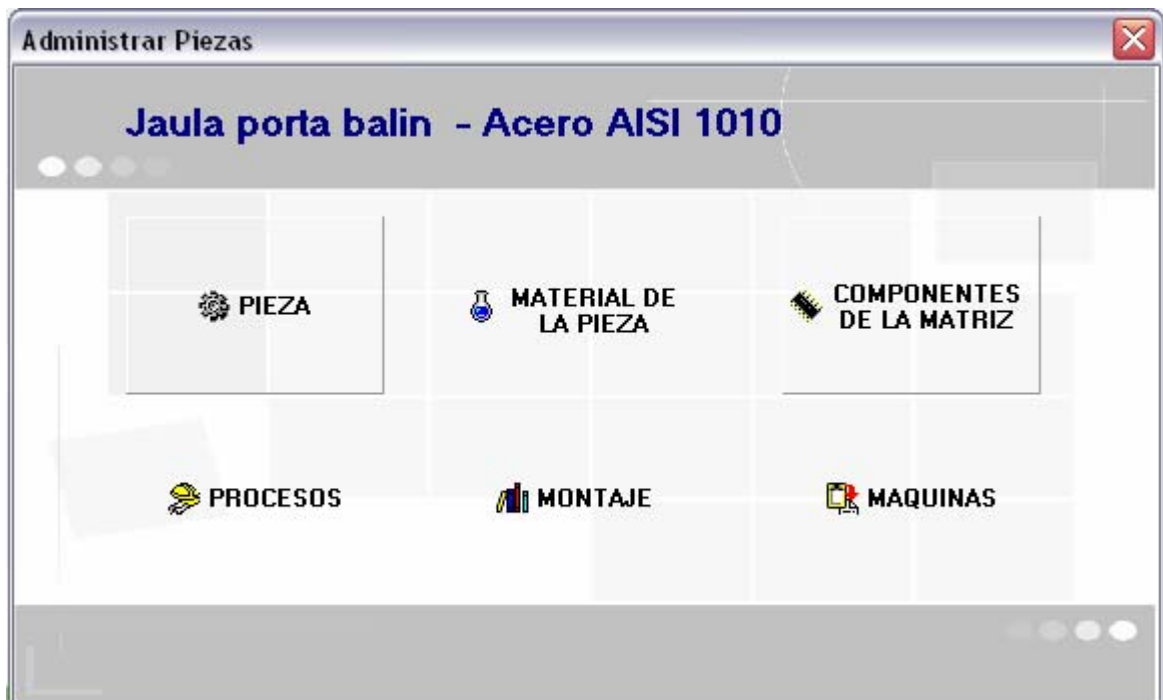 Administrar Piezas
Jaula porta balin - Acero AISI 1010
PIEZA
MATERIAL DE
LA PIEZA
COMPONENTES
DE LA MATRIZ
PROCESOS
MONTAJE
MAQUINAS